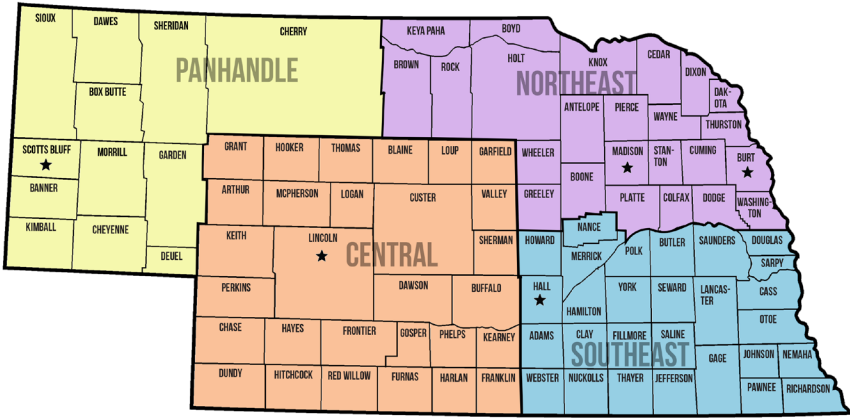 SIOUX
DAWES
SHERIDAN
CHERRY
KEYA PAHA
BOYD
BROWN
ROCK
HOLT
KNOX
CEDAR
DIXON
DAK-
OTA
PANHANDLE
NORTHEAST
BOX BUTTE
ANTELOPE
PIERCE
WAYNE
THURSTON
SCOTTS BLUFF
MORRILL
GARDEN
GRANT
HOOKER
THOMAS
BLAINE
LOUP
GARFIELD
WHEELER
MADISON
STAN-
TON
CUMING
BURT
BANNER
ARTHUR
MCPHERSON
LOGAN
CUSTER
VALLEY
GREELEY
BOONE
PLATTE
COLFAX
DODGE
WASHING-
TON
KIMBALL
CHEYENNE
DEUEL
KEITH
LINCOLN
CENTRAL
SHERMAN
HOWARD
NANCE
MERRICK
POLK
BUTLER
SAUNDERS
DOUGLAS
SARPY
PERKINS
DAWSON
BUFFALO
HALL
HAMILTON
YORK
SEWARD
LANCAS-
TER
CASS
OTOE
CHASE
HAYES
FRONTIER
GOSPER
PHELPS
KEARNEY
ADAMS
CLAY
FILLMORE
SALINE
SOUTHEAST
GAGE
JOHNSON
NEMAHA
DUNDY
HITCHCOCK
RED WILLOW
FURNAS
HARLAN
FRANKLIN
WEBSTER
NUCKOLLS
THAYER
JEFFERSON
PAWNEE
RICHARDSON